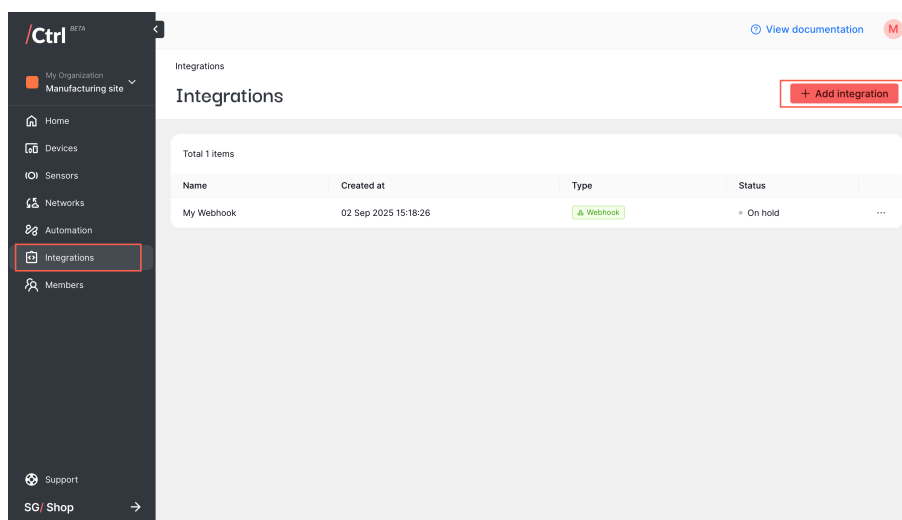 /Ctrl BETA
My Organization
Manufacturing site
Home
Devices
Sensors
Networks
Automation
Integrations
Members
Support
SG/ Shop
View documentation
M
Integrations
Integrations
+ Add integration
Total 1 items
Name Created at Type Status
My Webhook 02 Sep 2025 15:18:26 Webhook On hold ...